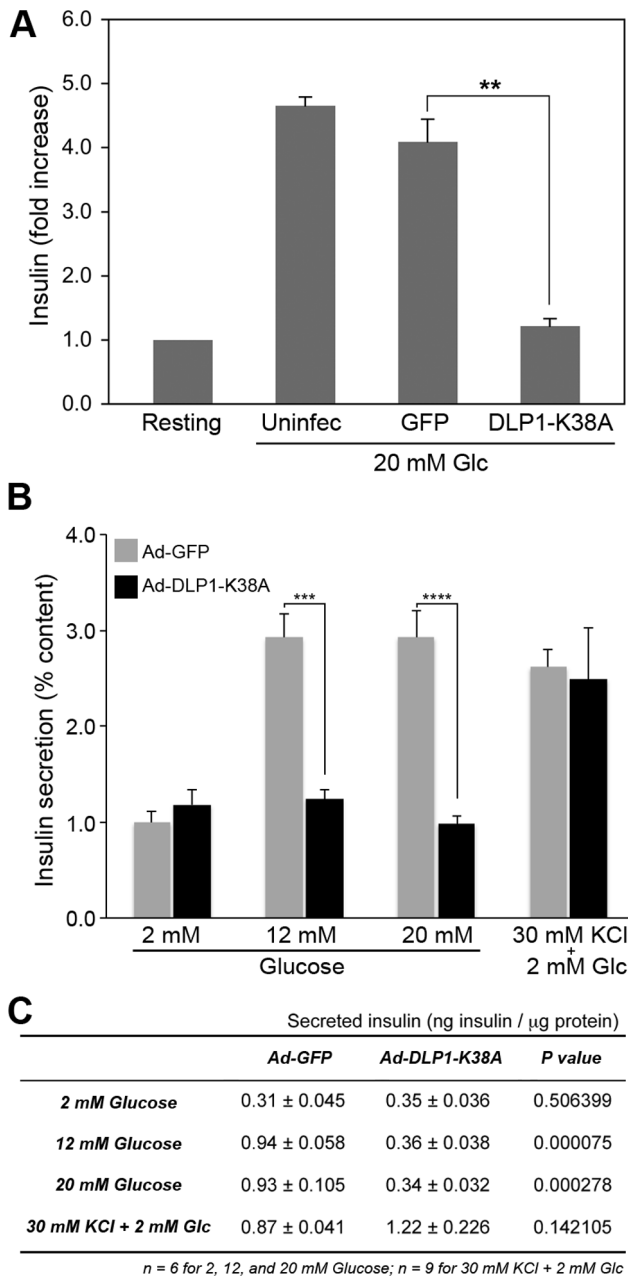 A
6.0
5.0
4.0
3.0
2.0
1.0
0.0
Insulin (fold increase)
**
Resting Uninfec GFP DLP1-K38A
20 mM Glc
B
4.0
3.0
2.0
1.0
0.0
Insulin secretion (% content)
Ad-GFP
Ad-DLP1-K38A
*** ****
2 mM 12 mM 20 mM 30 mM KCl
+
Glucose 2 mM Glc
C
Secreted insulin (ng insulin / μg protein)
Ad-GFP Ad-DLP1-K38A P value
2 mM Glucose 0.31 ± 0.045 0.35 ± 0.036 0.506399
12 mM Glucose 0.94 ± 0.058 0.36 ± 0.038 0.000075
20 mM Glucose 0.93 ± 0.105 0.34 ± 0.032 0.000278
30 mM KCl + 2 mM Glc 0.87 ± 0.041 1.22 ± 0.226 0.142105
n = 6 for 2, 12, and 20 mM Glucose; n = 9 for 30 mM KCl + 2 mM Glc